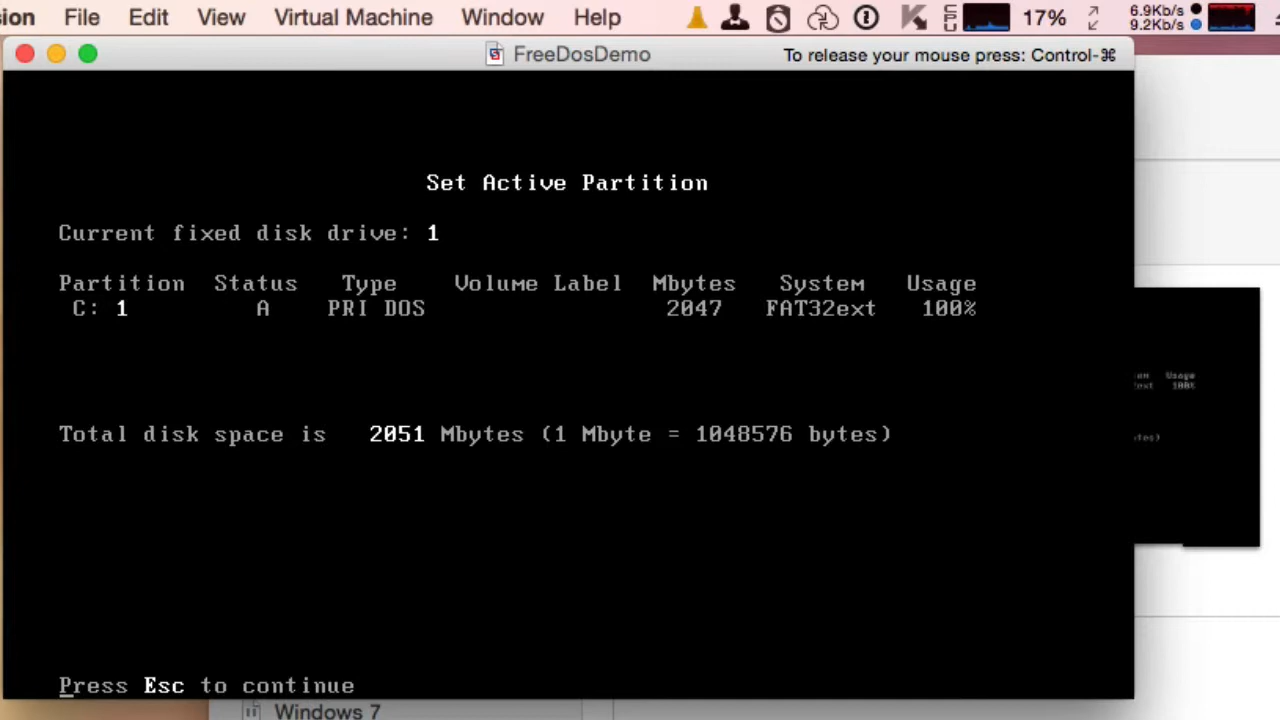 sion File Edit View Virtual Machine Window Help CPU 17% 6.9Kb/s
9.2Kb/s
FreeDosDemo To release your mouse press: Control-⌘
Set Active Partition
Current fixed disk drive: 1
Partition Status Type Volume Label Mbytes System Usage
C: 1 A PRI DOS 2047 FAT32ext 100%
Usage
100%
Total disk space is 2051 Mbytes (1 Mbyte = 1048576 bytes)
Press Esc to continue
Windows 7